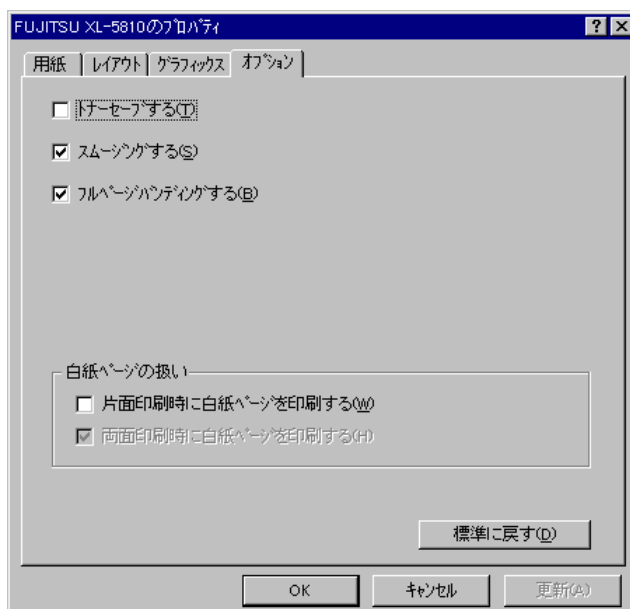 FUJITSU XL-5810のﾌﾟﾛﾊﾟﾃｨ
用紙 ﾚｲｱｳﾄ ｸﾞﾗﾌｨｯｸｽ ｵﾌﾟｼｮﾝ
ﾄﾅｰｾｰﾌﾞする(T)
ｽﾑｰｼﾞﾝｸﾞする(S)
ﾌﾙﾍﾟｰｼﾞﾊﾞﾝﾃﾞｨﾝｸﾞする(B)
白紙ﾍﾟｰｼﾞの扱い
片面印刷時に白紙ﾍﾟｰｼﾞを印刷する(W)
両面印刷時に白紙ﾍﾟｰｼﾞを印刷する(H)
標準に戻す(D)
OK ｷｬﾝｾﾙ 更新(A)